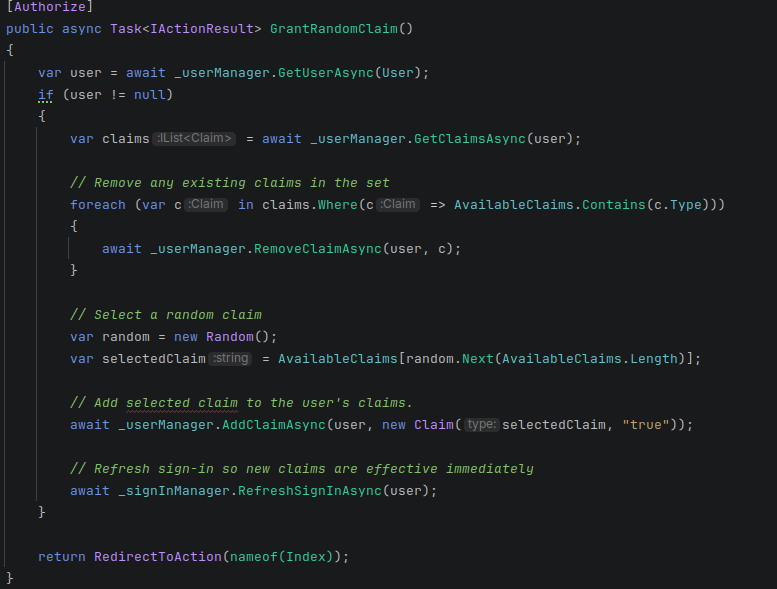 [Authorize]
public async Task<IActionResult> GrantRandomClaim()
{
    var user = await _userManager.GetUserAsync(User);
    if (user != null)
    {
        var claims :IList<Claim> = await _userManager.GetClaimsAsync(user);

        // Remove any existing claims in the set
        foreach (var c :Claim in claims.Where(c :Claim => AvailableClaims.Contains(c.Type)))
        {
            await _userManager.RemoveClaimAsync(user, c);
        }

        // Select a random claim
        var random = new Random();
        var selectedClaim :string = AvailableClaims[random.Next(AvailableClaims.Length)];

        // Add selected claim to the user's claims.
        await _userManager.AddClaimAsync(user, new Claim( type: selectedClaim, "true"));

        // Refresh sign-in so new claims are effective immediately
        await _signInManager.RefreshSignInAsync(user);
    }

    return RedirectToAction(nameof(Index));
}